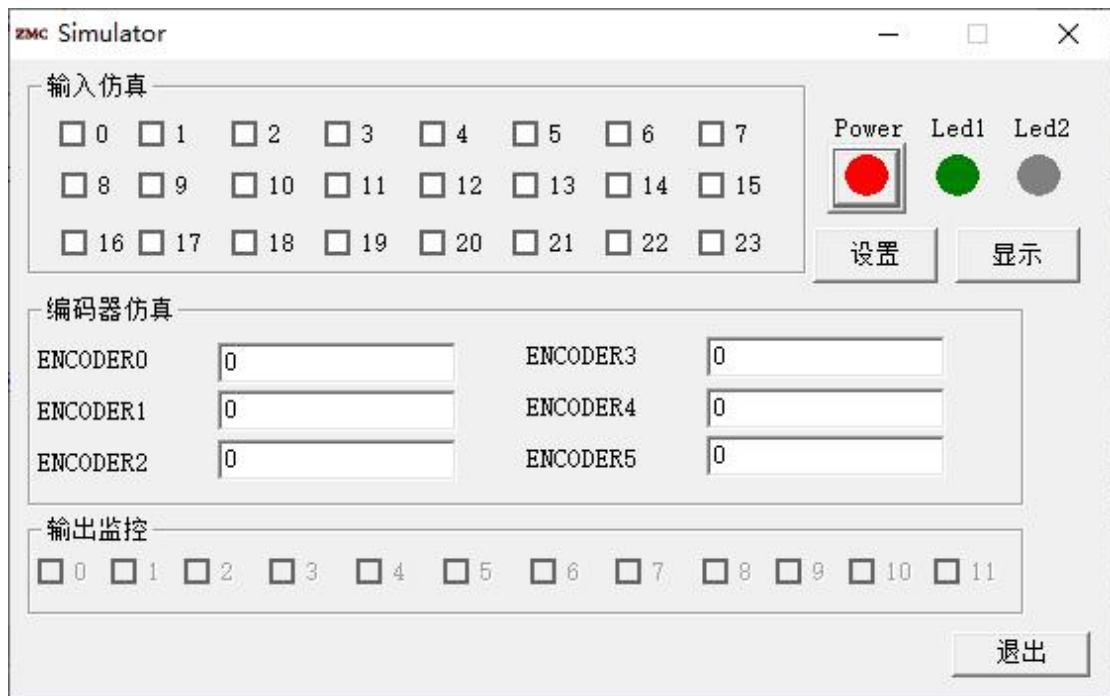 ZMC Simulator
输入仿真
0 1 2 3 4 5 6 7
Power Led1 Led2
8 9 10 11 12 13 14 15
16 17 18 19 20 21 22 23
设置 显示
编码器仿真
ENCODER0 0 ENCODER3 0
ENCODER1 0 ENCODER4 0
ENCODER2 0 ENCODER5 0
输出监控
0 1 2 3 4 5 6 7 8 9 10 11
退出